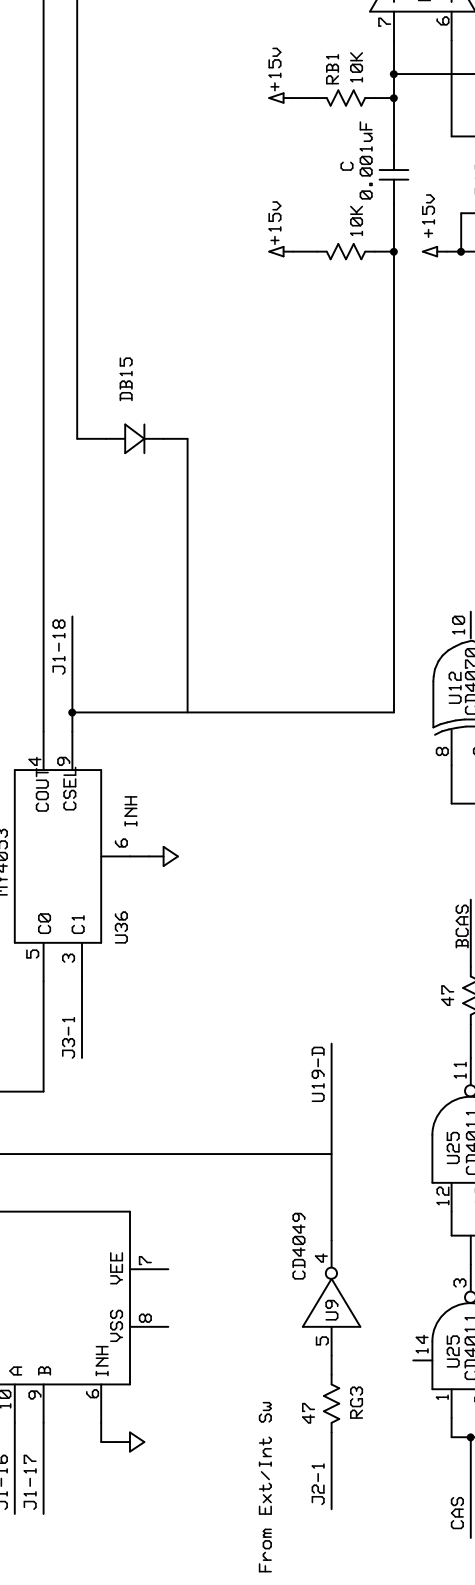 7
6
+15v
RB1
10K
C
0.001uF
+15v
10K
+15v
DB15
J1-18
10
U12
CD4070
8
4
9
COUT
CSEL
6
INH
MY4053
C0
C1
U36
5
3
J3-1
BCAS
47
11
U25
CD4011
12
U19-D
CD4049
4
U9
5
47
RG3
J2-1
From Ext/Int Sw
VEE
7
VSS
8
INH
6
A
B
10
9
J1-16
J1-17
3
14
U25
CD4011
1
CAS